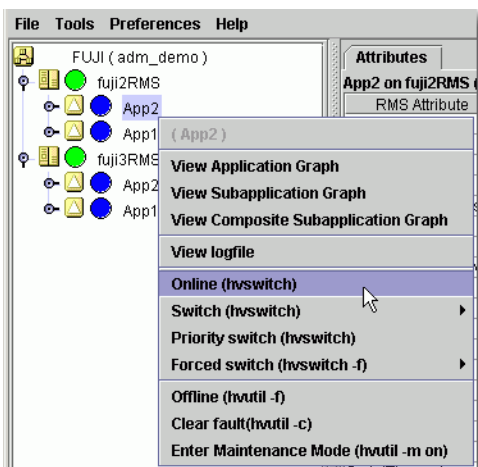 File Tools Preferences Help
FUJI ( adm_demo )
fuji2RMS
App2
App1
fuji3RMS
App2
App1
Attributes
App2 on fuji2RMS (
RMS Attribute
( App2 )
View Application Graph
View Subapplication Graph
View Composite Subapplication Graph
View logfile
Online (hvswitch)
Switch (hvswitch)
Priority switch (hvswitch)
Forced switch (hvswitch -f)
Offline (hvutil -f)
Clear fault(hvutil -c)
Enter Maintenance Mode (hvutil -m on)